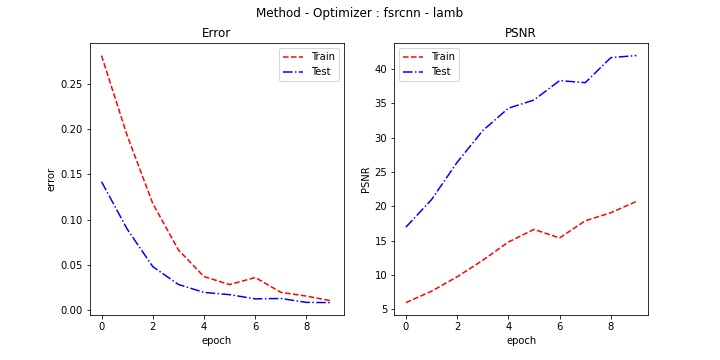 Method - Optimizer : fsrcnn - lamb
Error
Train
Test
0.25
0.20
0.15
0.10
0.05
0.00
error
0 2 4 6 8
epoch
PSNR
Train
Test
40
35
30
25
20
15
10
5
PSNR
0 2 4 6 8
epoch